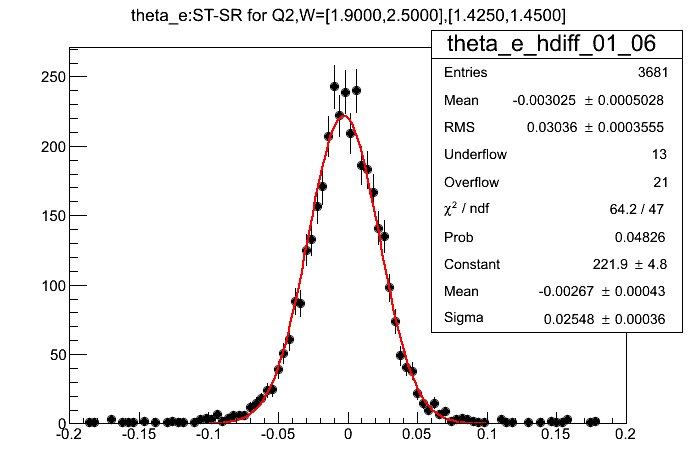 theta_e:ST-SR for Q2,W=[1.9000,2.5000],[1.4250,1.4500]
theta_e_hdiff_01_06
Entries 3681
Mean -0.003025 ± 0.0005028
RMS 0.03036 ± 0.0003555
Underflow 13
Overflow 21
χ² / ndf 64.2 / 47
Prob 0.04826
Constant 221.9 ± 4.8
Mean -0.00267 ± 0.00043
Sigma 0.02548 ± 0.00036
250
200
150
100
50
0
-0.2 -0.15 -0.1 -0.05 0 0.05 0.1 0.15 0.2